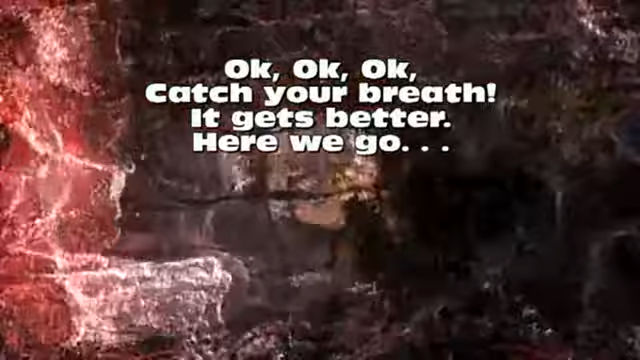 Ok, Ok, Ok,
Catch your breath!
It gets better.
Here we go. . .